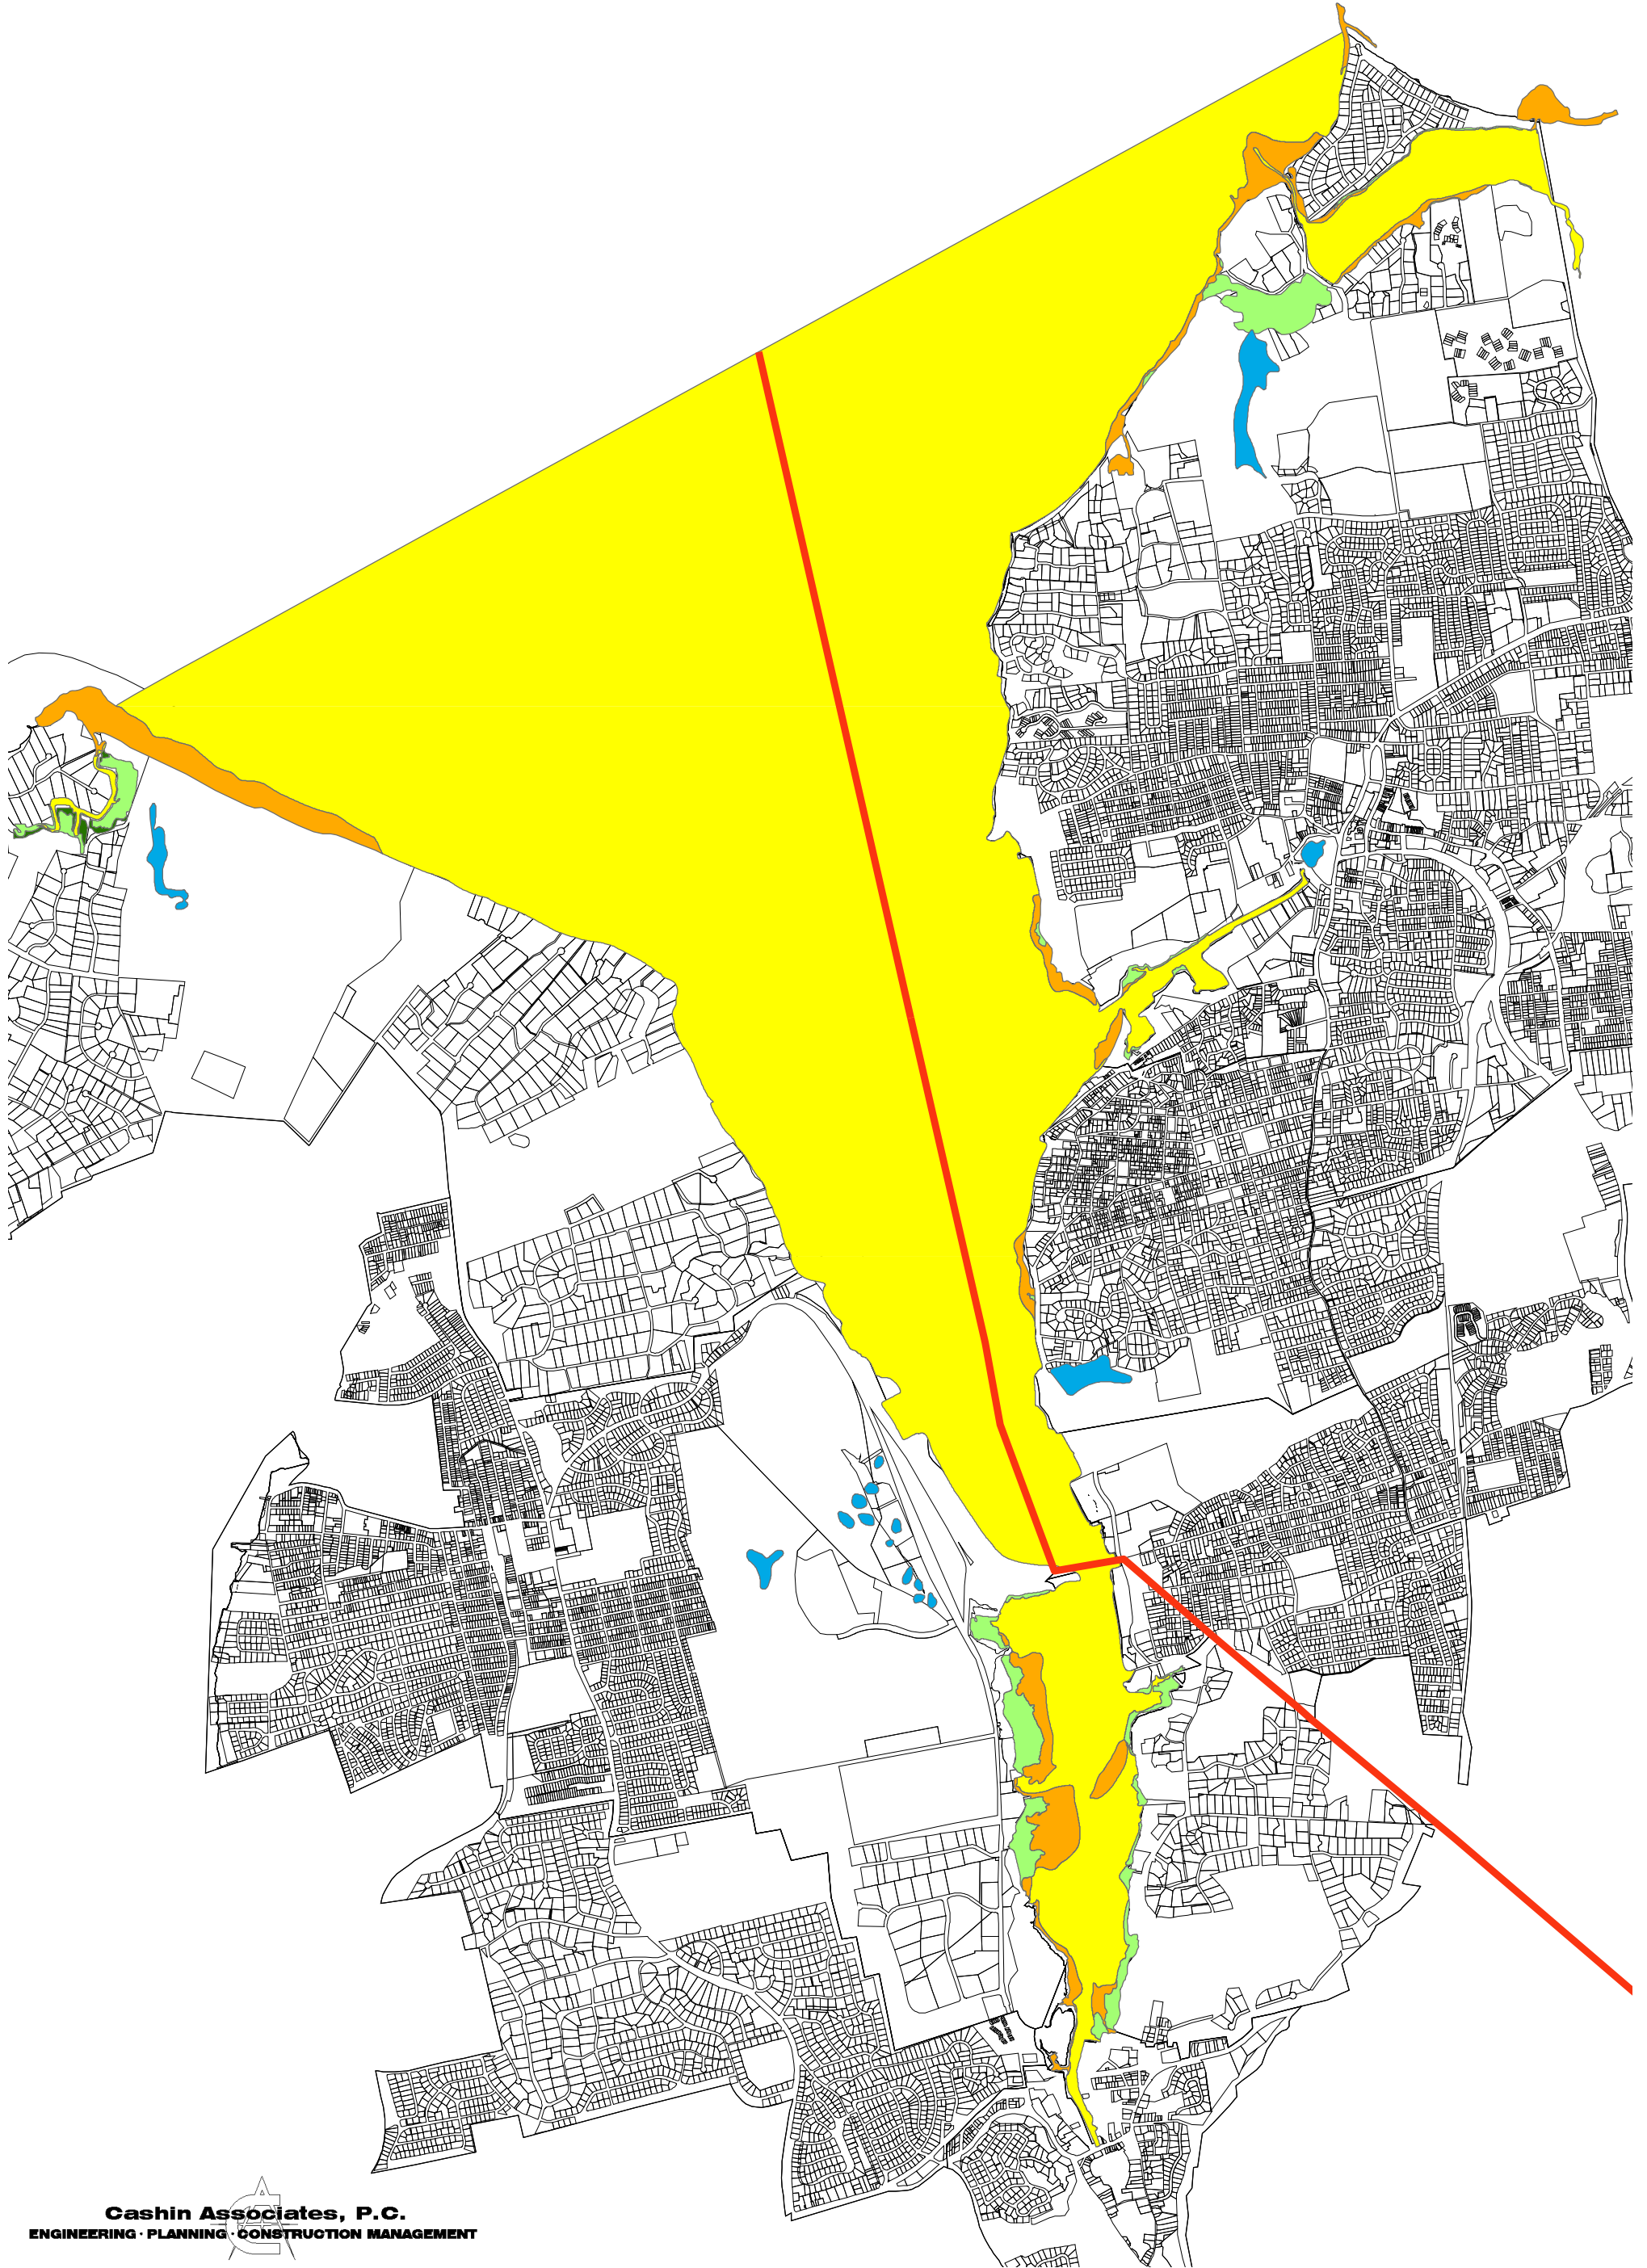 Cashin Associates, P.C.
ENGINEERING · PLANNING · CONSTRUCTION MANAGEMENT